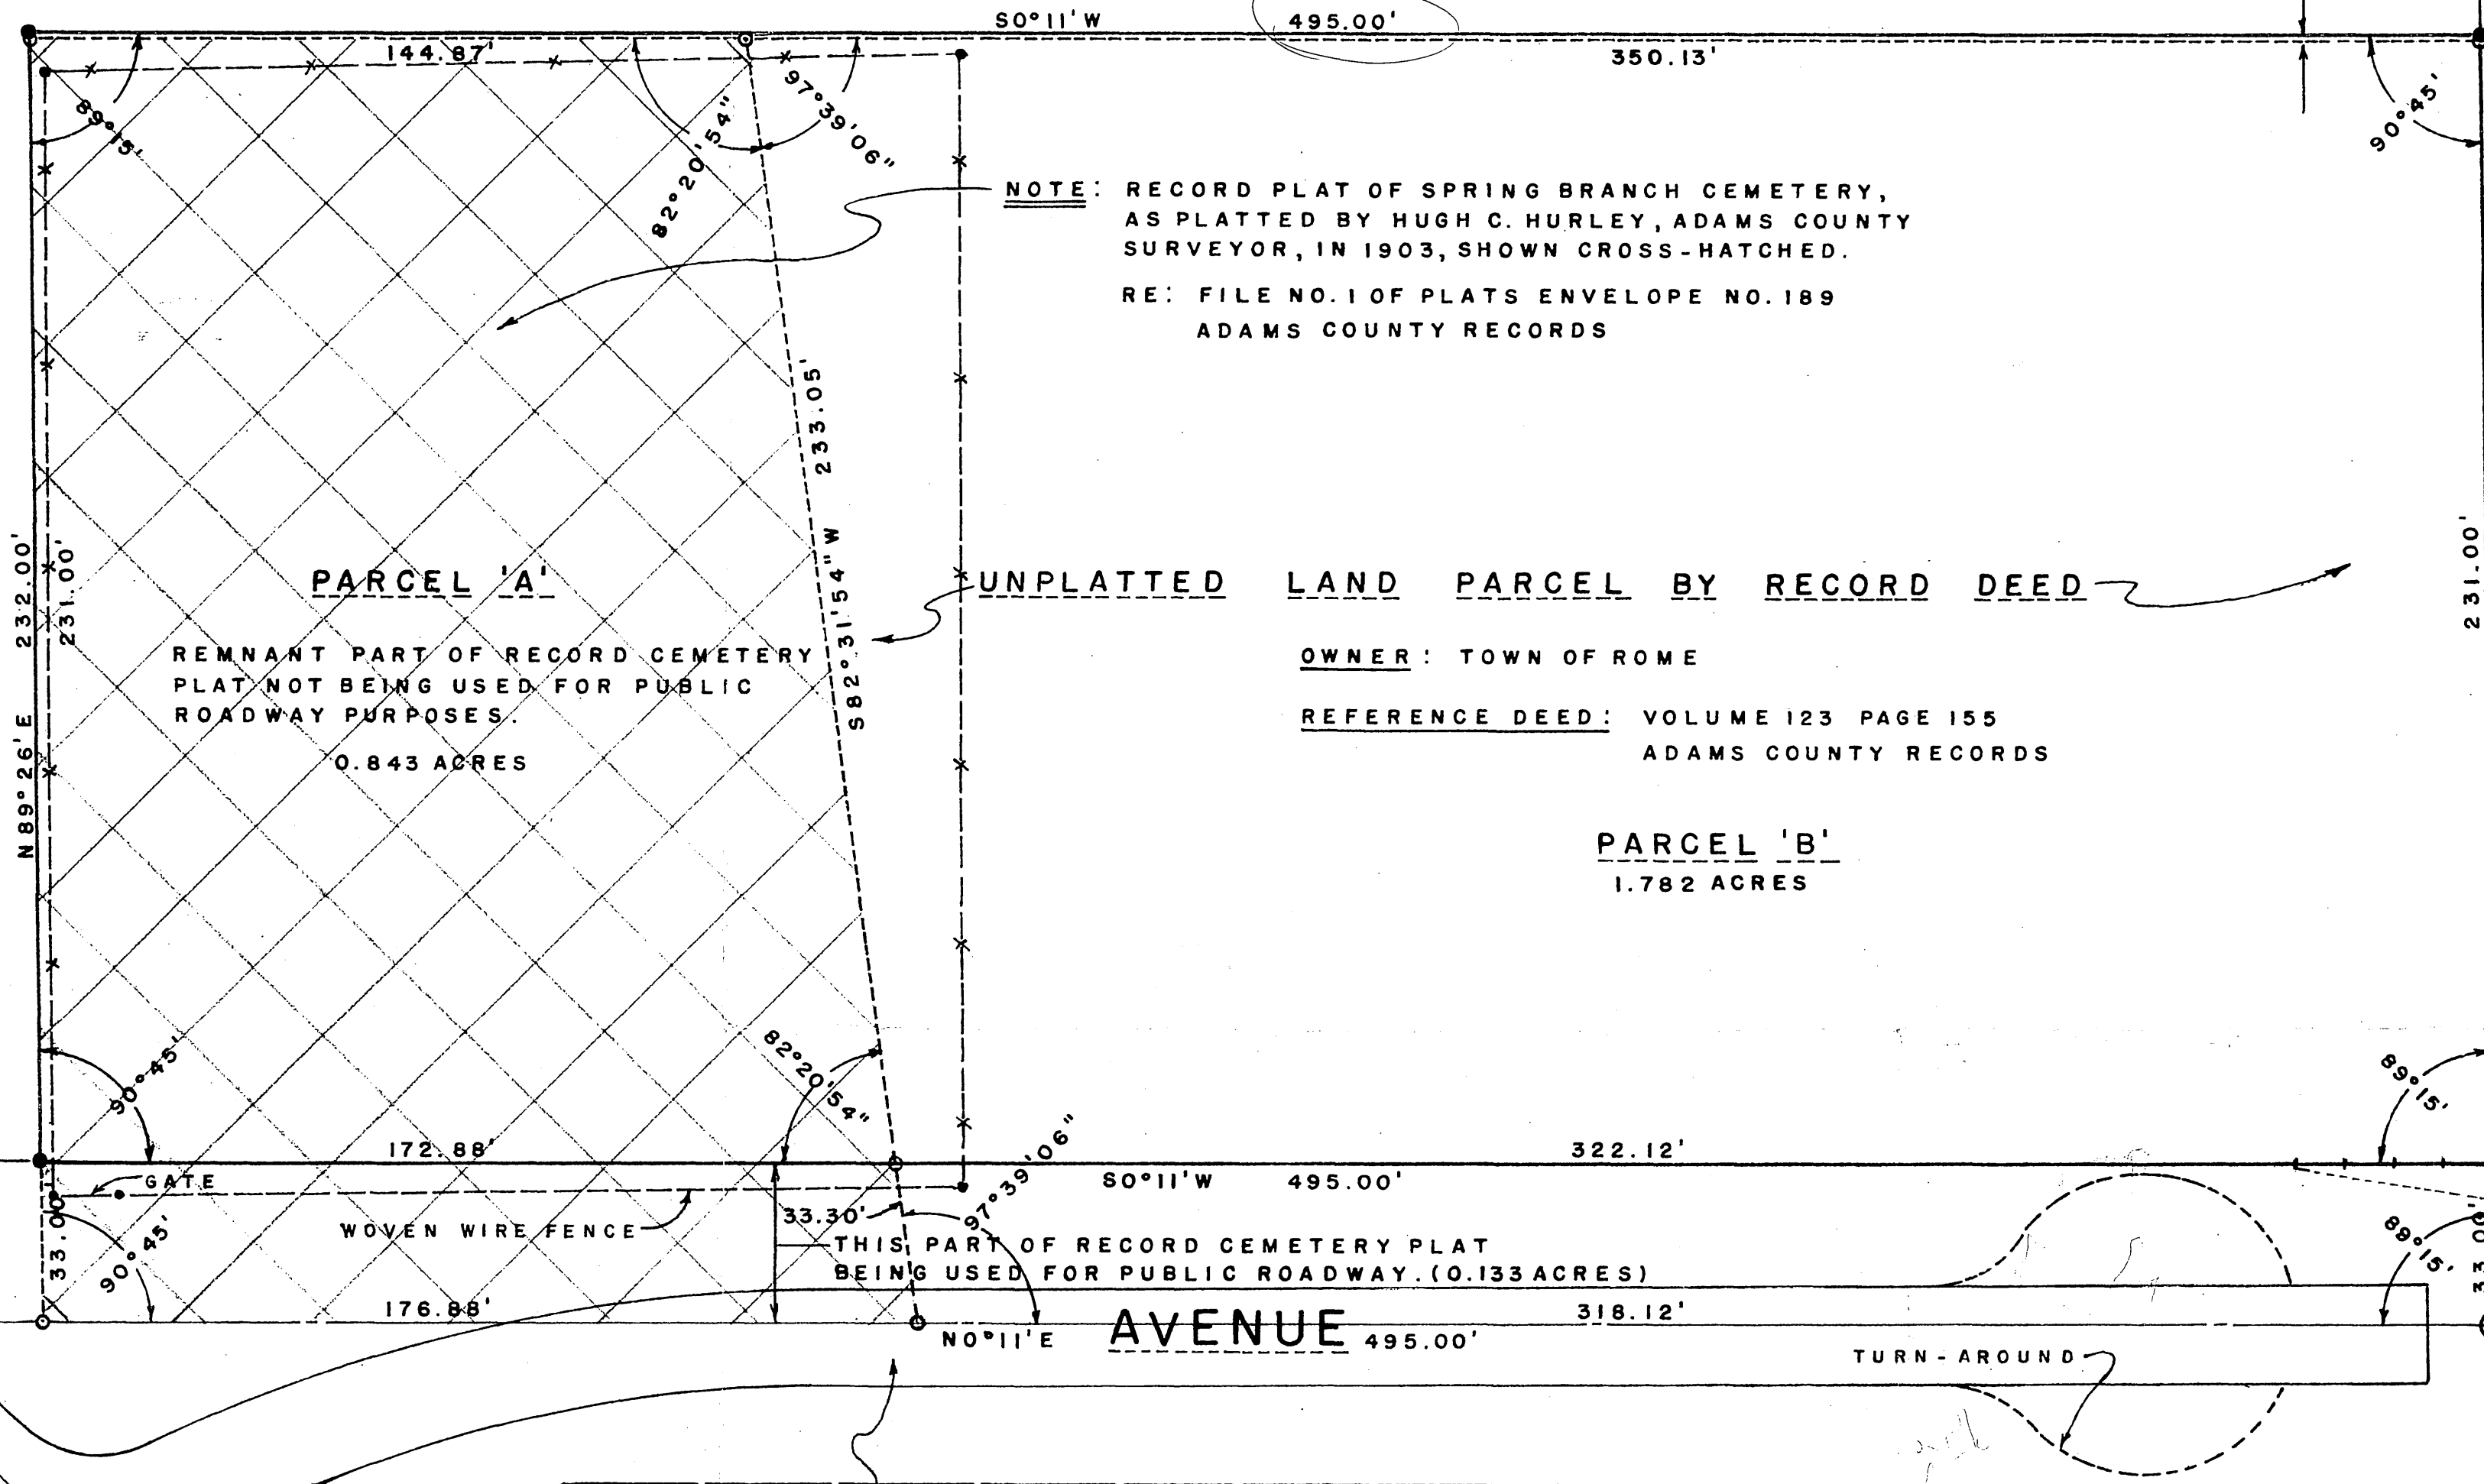 S0°11'W 495.00'
144.87'
350.13'
89°15'
82°20'54"
97°39'06"
90°45'
NOTE: RECORD PLAT OF SPRING BRANCH CEMETERY,
AS PLATTED BY HUGH C. HURLEY, ADAMS COUNTY
SURVEYOR, IN 1903, SHOWN CROSS-HATCHED.
RE: FILE NO. 1 OF PLATS ENVELOPE NO. 189
ADAMS COUNTY RECORDS
N89°26'E 232.00'
231.00'
S82°31'54"W 233.05'
231.00'
PARCEL 'A'
REMNANT PART OF RECORD CEMETERY
PLAT NOT BEING USED FOR PUBLIC
ROADWAY PURPOSES.
0.843 ACRES
UNPLATTED LAND PARCEL BY RECORD DEED
OWNER: TOWN OF ROME
REFERENCE DEED: VOLUME 123 PAGE 155
ADAMS COUNTY RECORDS
PARCEL 'B'
1.782 ACRES
90°45'
82°20'54"
89°15'
172.88'
322.12'
GATE
S0°11'W 495.00'
97°39'06"
33.00'
90°45'
WOVEN WIRE FENCE
33.30'
THIS PART OF RECORD CEMETERY PLAT
BEING USED FOR PUBLIC ROADWAY. (0.133 ACRES)
89°15'
33.00'
176.88'
318.12'
N0°11'E AVENUE 495.00'
TURN-AROUND